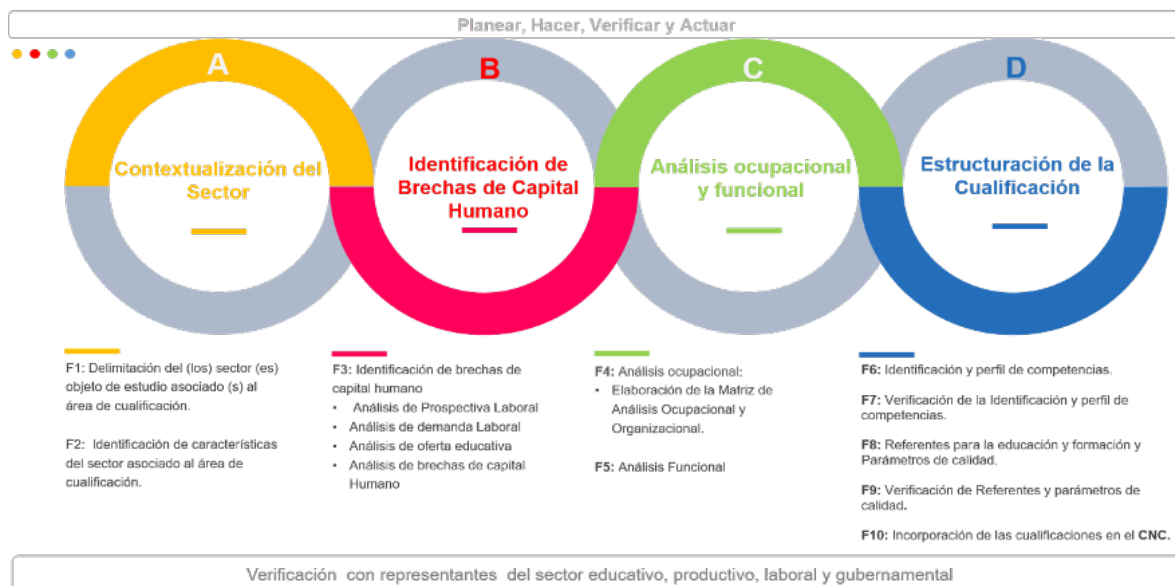 Planear, Hacer, Verificar y Actuar
A
Contextualización del
Sector
B
Identificación de
Brechas de Capital
Humano
C
Análisis ocupacional
y funcional
D
Estructuración de la
Cualificación
F1: Delimitación del (los) sector (es)
objeto de estudio asociado (s) al
área de cualificación.
F2: Identificación de características
del sector asociado al área de
cualificación.
F3: Identificación de brechas de
capital humano
• Análisis de Prospectiva Laboral
• Análisis de demanda Laboral
• Análisis de oferta educativa
• Análisis de brechas de capital
Humano
F4: Análisis ocupacional:
• Elaboración de la Matriz de
Análisis Ocupacional y
Organizacional.
F5: Análisis Funcional
F6: Identificación y perfil de competencias.
F7: Verificación de la Identificación y perfil de
competencias.
F8: Referentes para la educación y formación y
Parámetros de calidad.
F9: Verificación de Referentes y parámetros de
calidad.
F10: Incorporación de las cualificaciones en el CNC.
Verificación con representantes del sector educativo, productivo, laboral y gubernamental